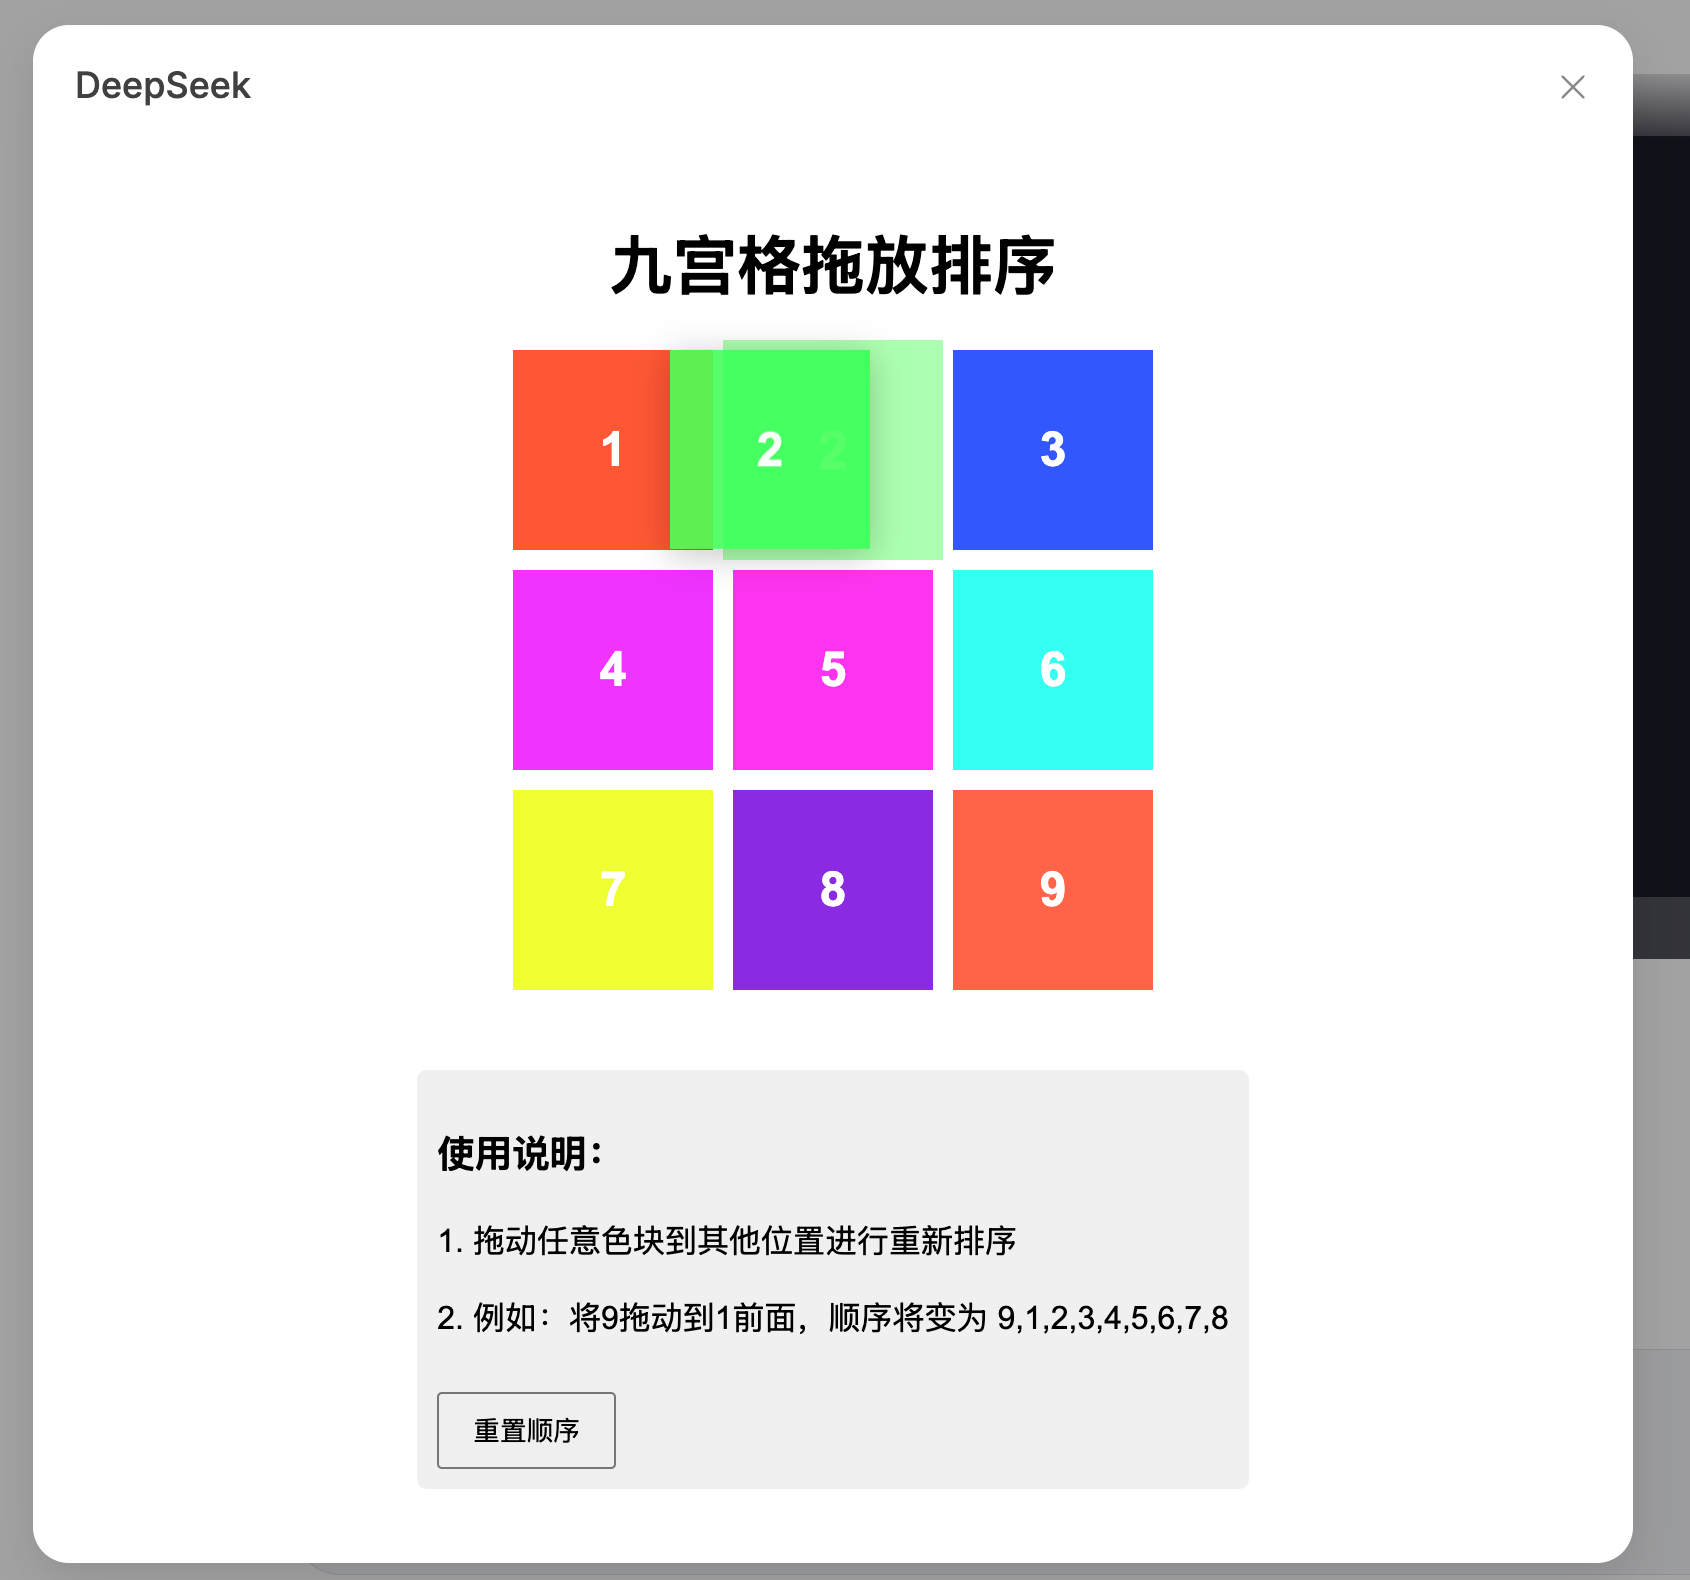 DeepSeek
九宫格拖放排序
1 2 2 3
4 5 6
7 8 9
使用说明：
1. 拖动任意色块到其他位置进行重新排序
2. 例如：将9拖动到1前面，顺序将变为 9,1,2,3,4,5,6,7,8
重置顺序